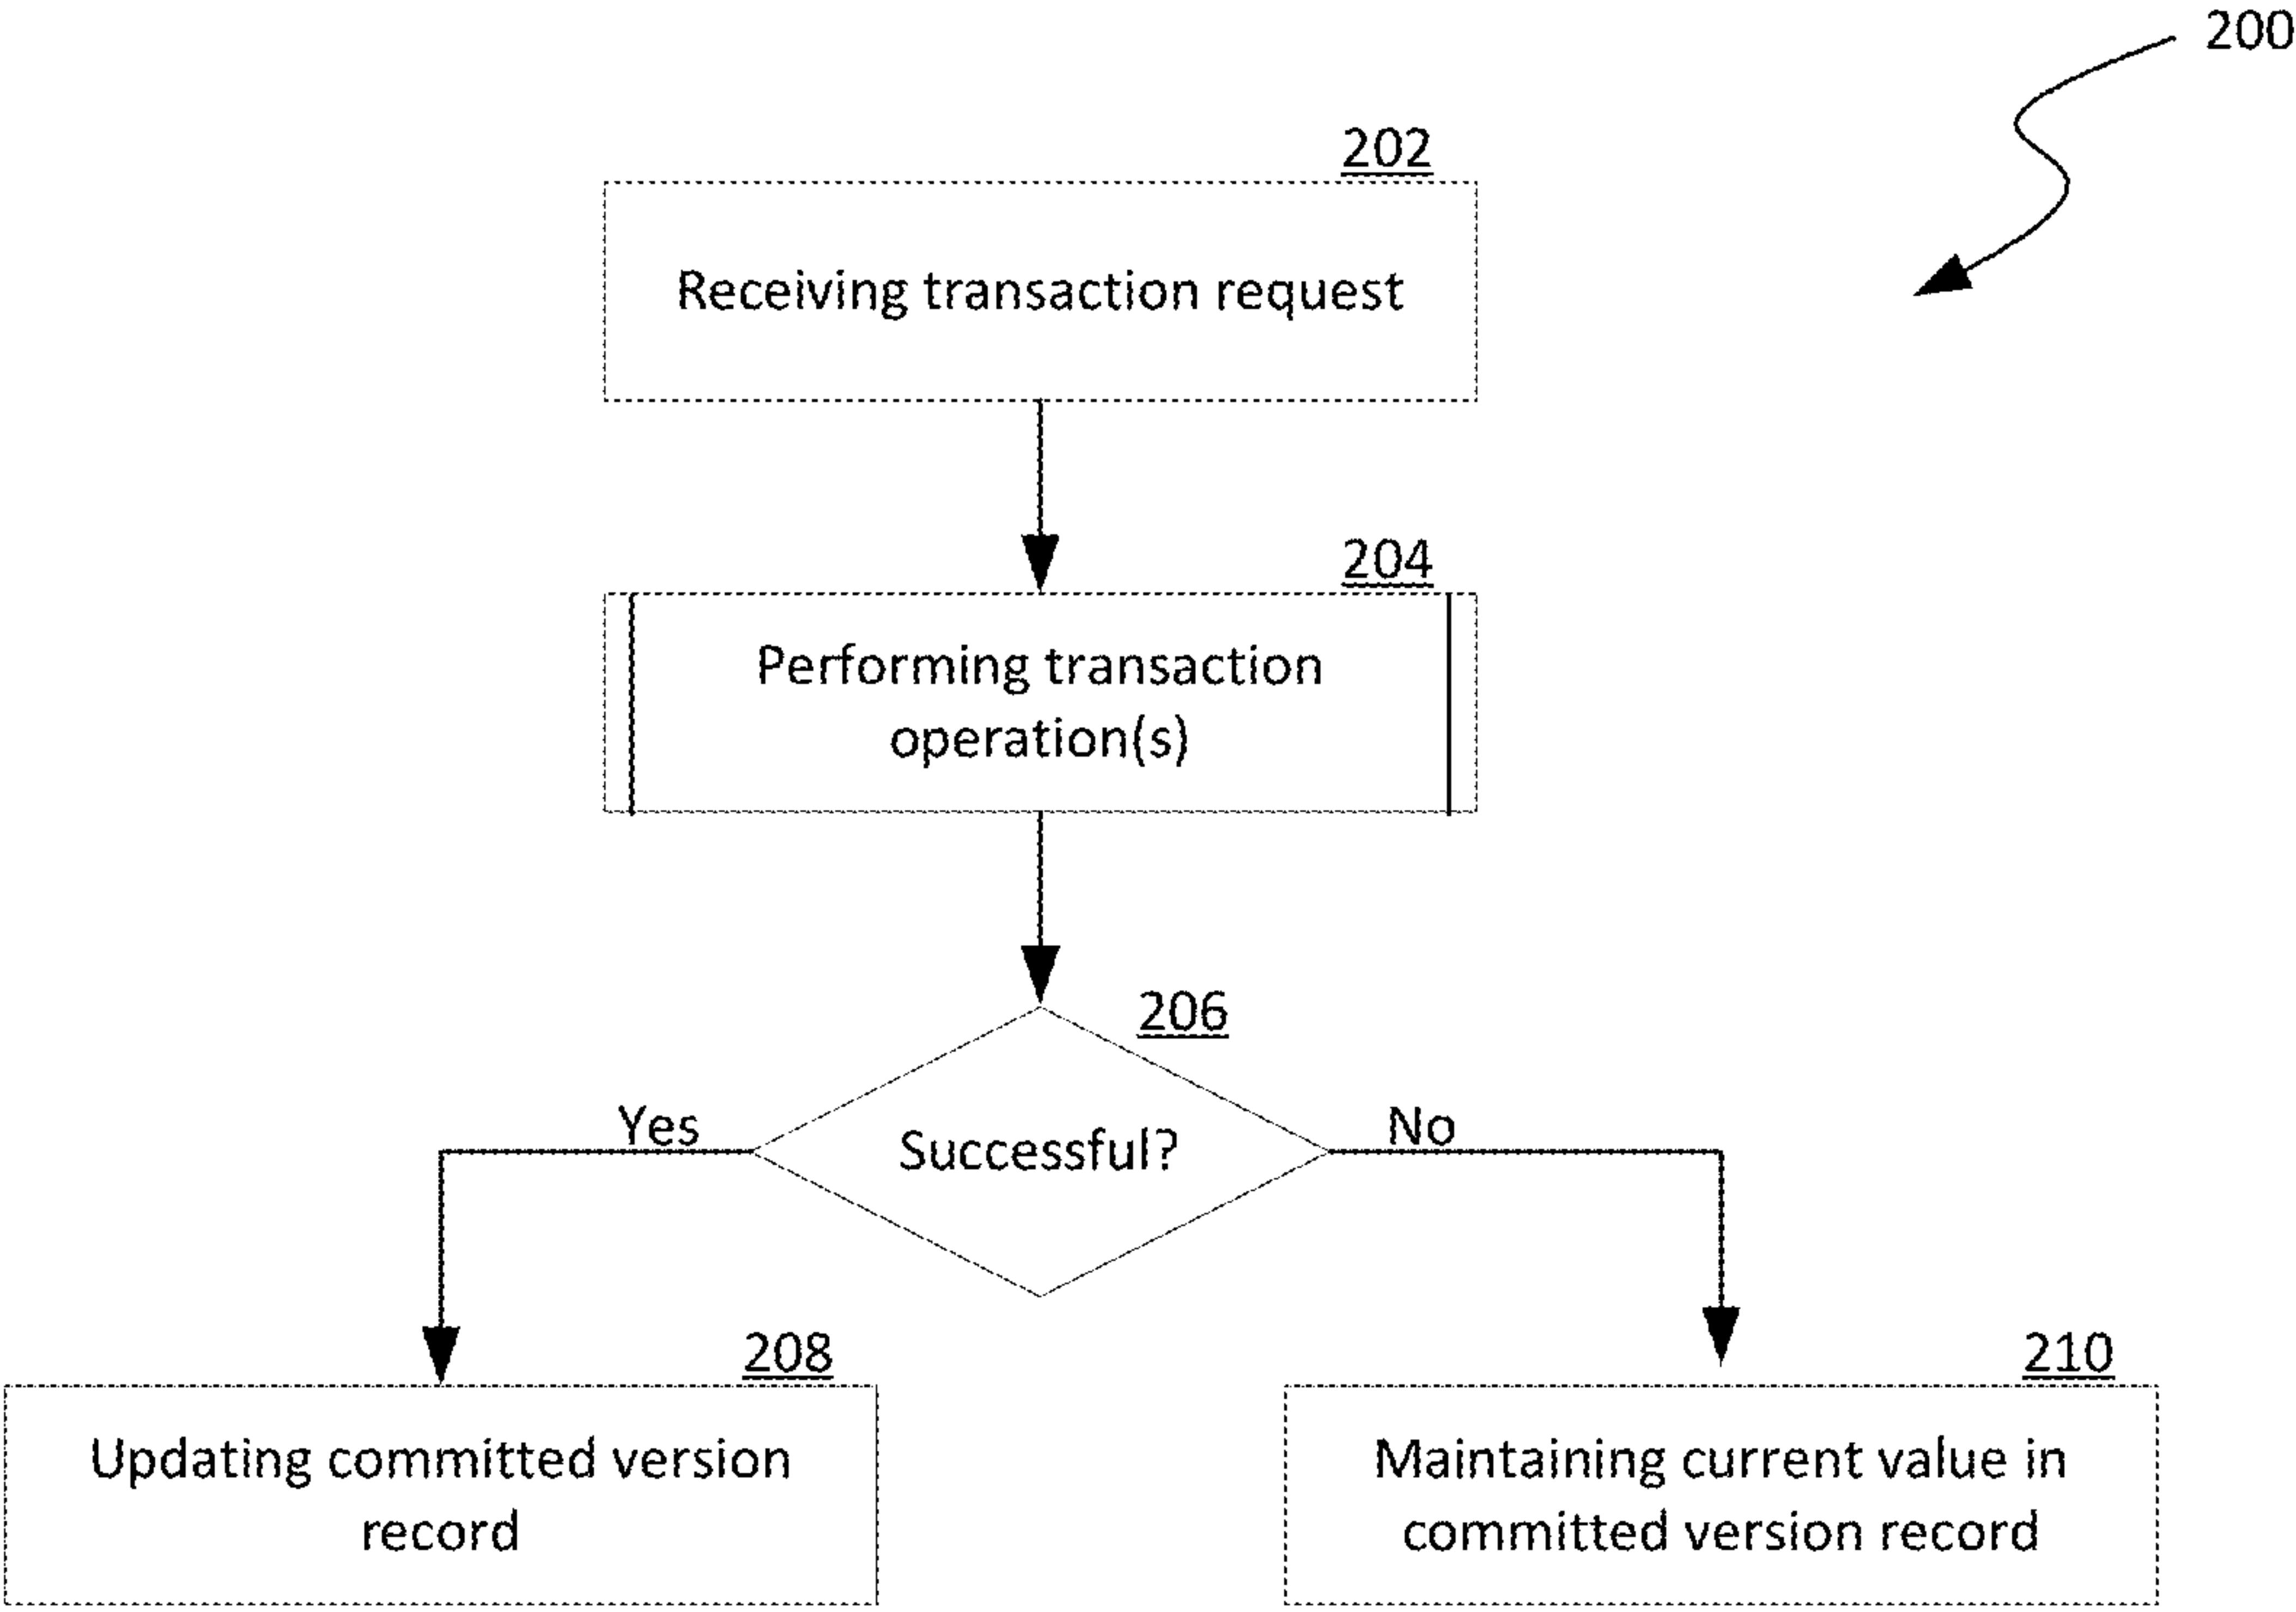 200
202
Receiving transaction request
204
Performing transaction
operation(s)
206
Yes
Successful?
No
208
Updating committed version
record
210
Maintaining current value in
committed version record